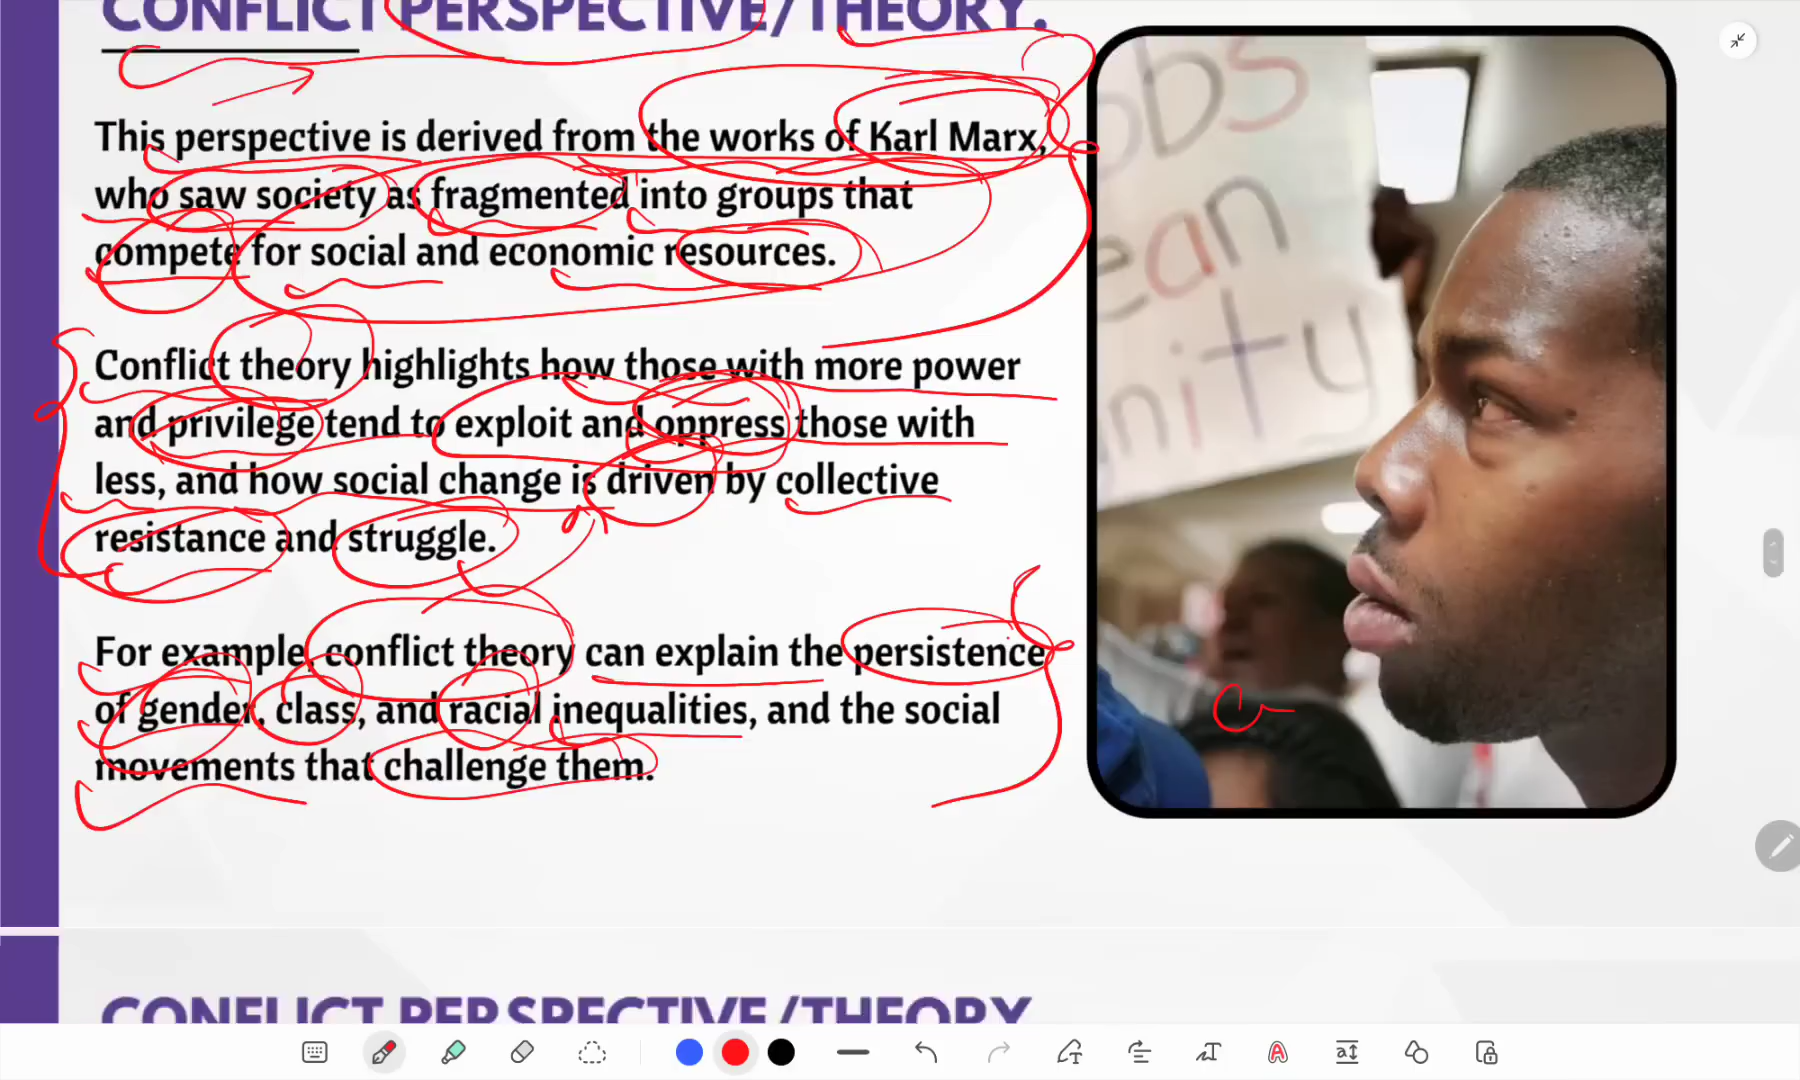 CONFLICT PERSPECTIVE/THEORY.
This perspective is derived from the works of Karl Marx,
who saw society as fragmented into groups that
compete for social and economic resources.
Conflict theory highlights how those with more power
and privilege tend to exploit and oppress those with
less, and how social change is driven by collective
resistance and struggle.
For example, conflict theory can explain the persistence
of gender, class, and racial inequalities, and the social
movements that challenge them.
obs
ean
nity
CONFLICT PERSPECTIVE/THEORY